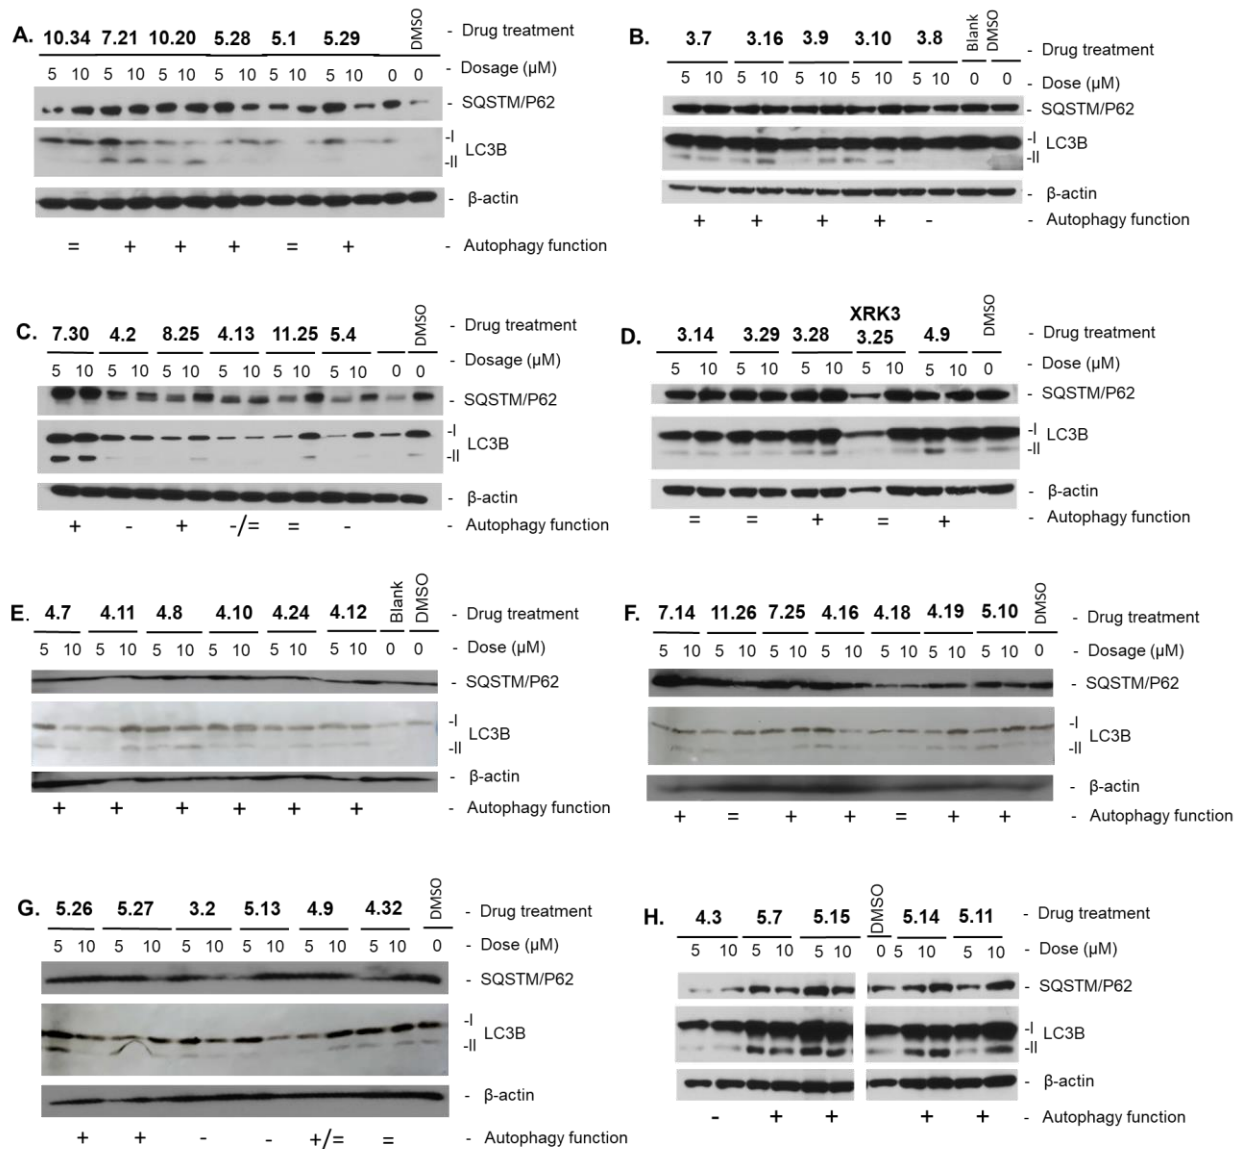 A. 10.34 7.21 10.20 5.28 5.1 5.29 DMSO - Drug treatment
5 10 5 10 5 10 5 10 5 10 5 10 0 0 - Dosage (µM)
- SQSTM/P62
-I LC3B
-II
- β-actin
= + + + = + - Autophagy function
B. 3.7 3.16 3.9 3.10 3.8 Blank DMSO - Drug treatment
5 10 5 10 5 10 5 10 5 10 0 0 - Dose (µM)
- SQSTM/P62
-I LC3B
-II
- β-actin
+ + + + - - Autophagy function
C. 7.30 4.2 8.25 4.13 11.25 5.4 DMSO - Drug treatment
5 10 5 10 5 10 5 10 5 10 5 10 0 0 - Dosage (µM)
- SQSTM/P62
-I LC3B
-II
- β-actin
+ - + -/= = - - Autophagy function
D. 3.14 3.29 3.28 XRK3 3.25 4.9 DMSO - Drug treatment
5 10 5 10 5 10 5 10 5 10 0 - Dose (µM)
- SQSTM/P62
-I LC3B
-II
- β-actin
= = + = + - Autophagy function
E. 4.7 4.11 4.8 4.10 4.24 4.12 Blank DMSO - Drug treatment
5 10 5 10 5 10 5 10 5 10 5 10 0 0 - Dose (µM)
- SQSTM/P62
-I LC3B
-II
- β-actin
+ + + + + + - Autophagy function
F. 7.14 11.26 7.25 4.16 4.18 4.19 5.10 DMSO - Drug treatment
5 10 5 10 5 10 5 10 5 10 5 10 5 10 0 - Dosage (µM)
- SQSTM/P62
-I LC3B
-II
- β-actin
+ = + + = + + - Autophagy function
G. 5.26 5.27 3.2 5.13 4.9 4.32 DMSO - Drug treatment
5 10 5 10 5 10 5 10 5 10 5 10 0 - Dose (µM)
- SQSTM/P62
-I LC3B
-II
- β-actin
+ + - - +/= = - Autophagy function
H. 4.3 5.7 5.15 DMSO 5.14 5.11 - Drug treatment
5 10 5 10 5 10 0 5 10 5 10 - Dose (µM)
- SQSTM/P62
-I LC3B
-II
- β-actin
- + + + + - Autophagy function